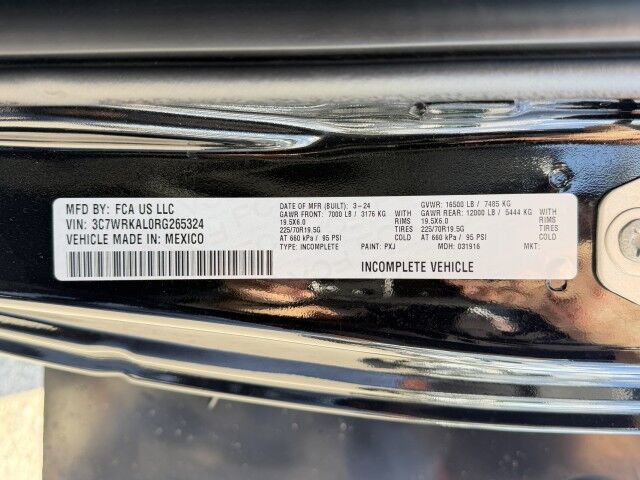 MFD BY: FCA US LLC
VIN: 3C7WRKAL0RG265324
VEHICLE MADE IN: MEXICO
DATE OF MFR (BUILT): 3-24
GVWR: 16500 LB / 7485 KG
GAWR FRONT: 7000 LB / 3176 KG WITH
GAWR REAR: 12000 LB / 5444 KG WITH
19.5X6.0 RIMS
19.5X6.0 RIMS
225/70R19.5G TIRES
225/70R19.5G TIRES
AT 660 kPa / 95 PSI
AT 660 kPa / 95 PSI
TYPE: INCOMPLETE PAINT: PXJ MDH: 031916 MKT:
INCOMPLETE VEHICLE